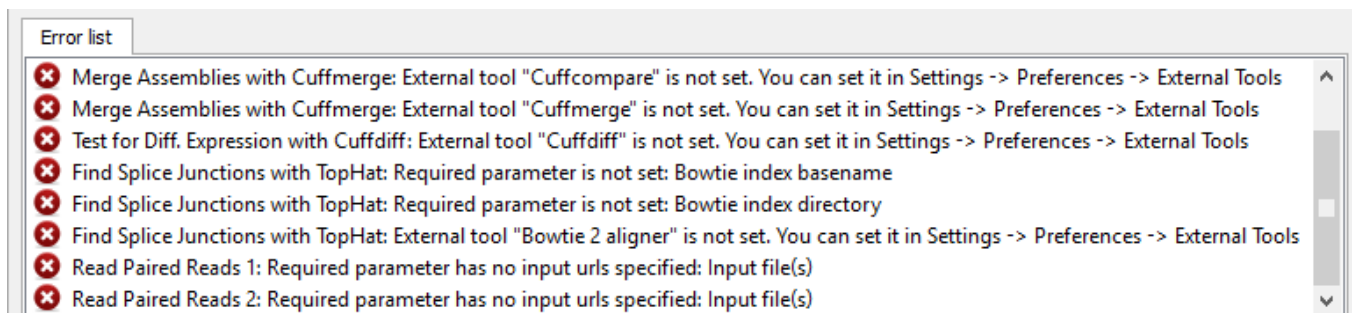 Error list
Merge Assemblies with Cuffmerge: External tool "Cuffcompare" is not set. You can set it in Settings -> Preferences -> External Tools
Merge Assemblies with Cuffmerge: External tool "Cuffmerge" is not set. You can set it in Settings -> Preferences -> External Tools
Test for Diff. Expression with Cuffdiff: External tool "Cuffdiff" is not set. You can set it in Settings -> Preferences -> External Tools
Find Splice Junctions with TopHat: Required parameter is not set: Bowtie index basename
Find Splice Junctions with TopHat: Required parameter is not set: Bowtie index directory
Find Splice Junctions with TopHat: External tool "Bowtie 2 aligner" is not set. You can set it in Settings -> Preferences -> External Tools
Read Paired Reads 1: Required parameter has no input urls specified: Input file(s)
Read Paired Reads 2: Required parameter has no input urls specified: Input file(s)